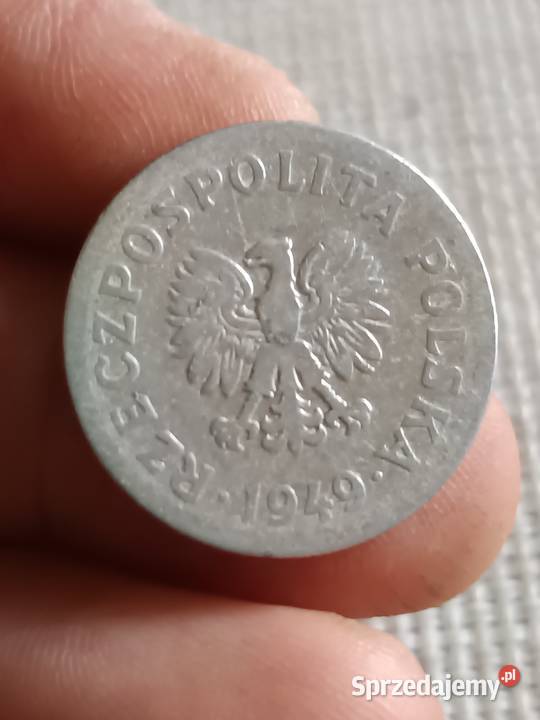 RZECZPOSPOLITA POLSKA · 1949 ·
Sprzedajemy.pl